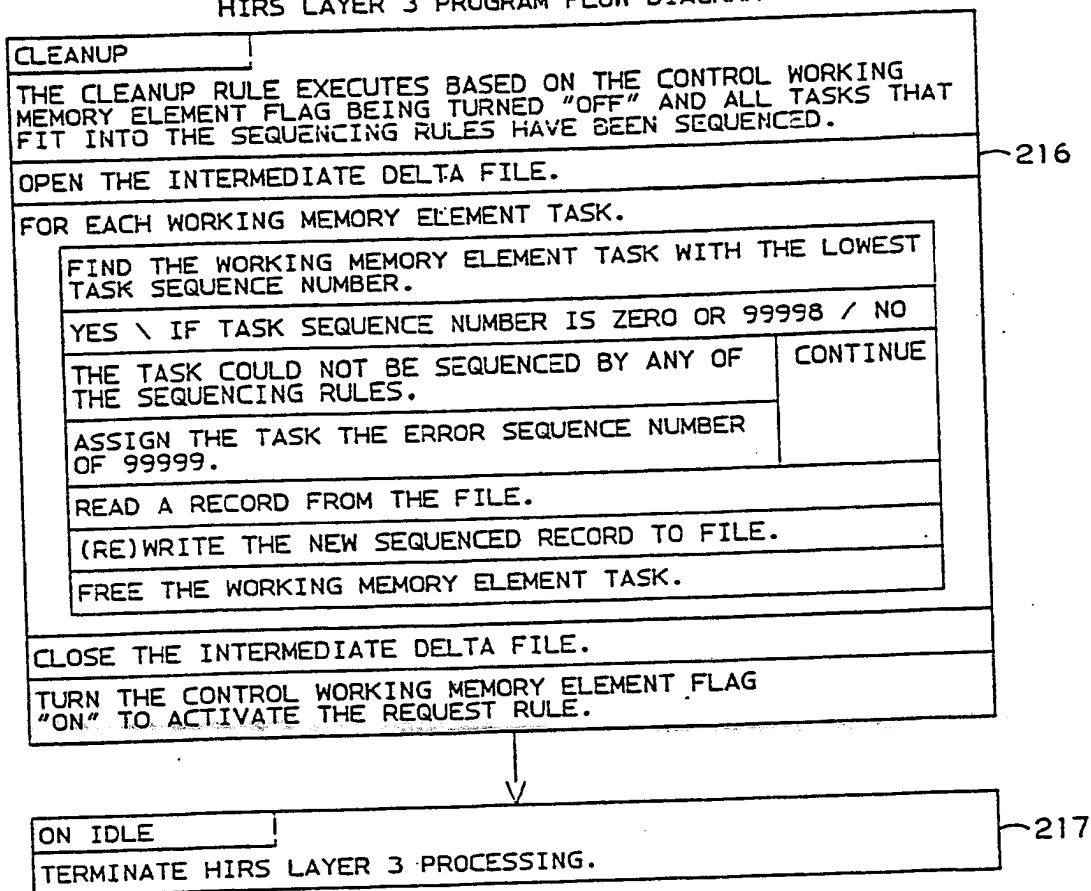 HIRS LAYER 3 PROGRAM FLOW DIAGRAM
CLEANUP
THE CLEANUP RULE EXECUTES BASED ON THE CONTROL WORKING
MEMORY ELEMENT FLAG BEING TURNED "OFF" AND ALL TASKS THAT
FIT INTO THE SEQUENCING RULES HAVE BEEN SEQUENCED.
216
OPEN THE INTERMEDIATE DELTA FILE.
FOR EACH WORKING MEMORY ELEMENT TASK.
FIND THE WORKING MEMORY ELEMENT TASK WITH THE LOWEST
TASK SEQUENCE NUMBER.
YES \ IF TASK SEQUENCE NUMBER IS ZERO OR 99998 / NO
THE TASK COULD NOT BE SEQUENCED BY ANY OF
THE SEQUENCING RULES.
CONTINUE
ASSIGN THE TASK THE ERROR SEQUENCE NUMBER
OF 99999.
READ A RECORD FROM THE FILE.
(RE)WRITE THE NEW SEQUENCED RECORD TO FILE.
FREE THE WORKING MEMORY ELEMENT TASK.
CLOSE THE INTERMEDIATE DELTA FILE.
TURN THE CONTROL WORKING MEMORY ELEMENT FLAG
"ON" TO ACTIVATE THE REQUEST RULE.
ON IDLE
217
TERMINATE HIRS LAYER 3 PROCESSING.